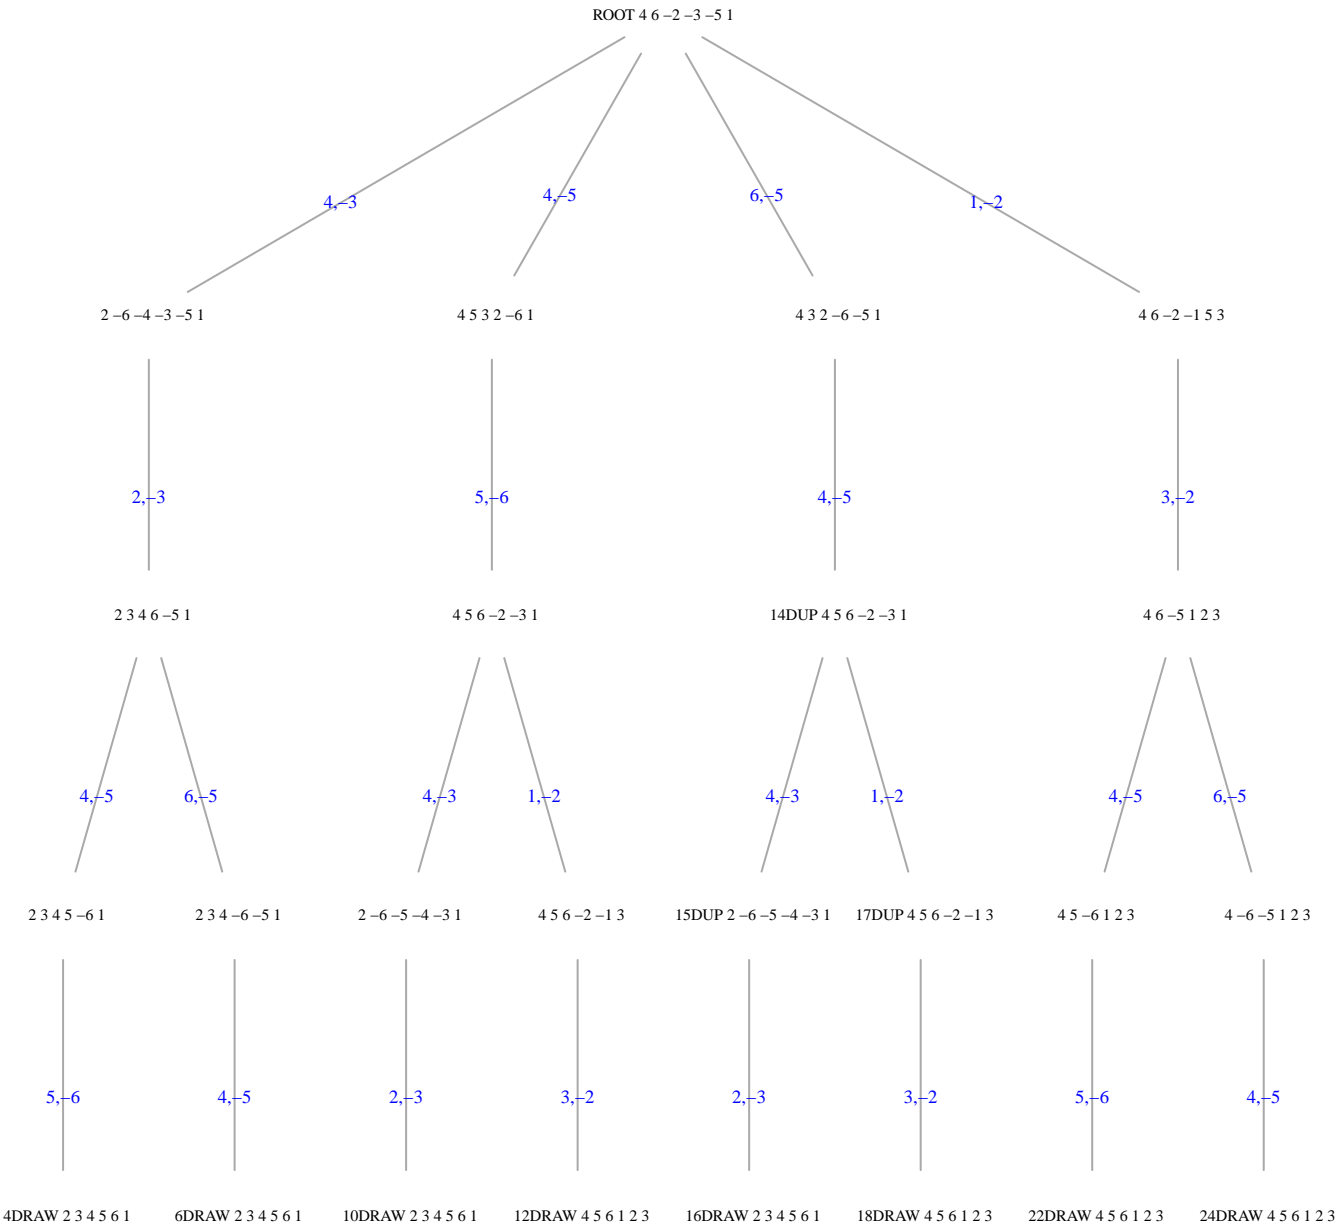 ROOT 4 6 –2 –3 –5 1
4,–3 4,–5 6,–5 1,–2
2 –6 –4 –3 –5 1 4 5 3 2 –6 1 4 3 2 –6 –5 1 4 6 –2 –1 5 3
2,–3 5,–6 4,–5 3,–2
2 3 4 6 –5 1 4 5 6 –2 –3 1 14DUP 4 5 6 –2 –3 1 4 6 –5 1 2 3
4,–5 6,–5 4,–3 1,–2 4,–3 1,–2 4,–5 6,–5
2 3 4 5 –6 1 2 3 4 –6 –5 1 2 –6 –5 –4 –3 1 4 5 6 –2 –1 3 15DUP 2 –6 –5 –4 –3 1 17DUP 4 5 6 –2 –1 3 4 5 –6 1 2 3 4 –6 –5 1 2 3
5,–6 4,–5 2,–3 3,–2 2,–3 3,–2 5,–6 4,–5
4DRAW 2 3 4 5 6 1 6DRAW 2 3 4 5 6 1 10DRAW 2 3 4 5 6 1 12DRAW 4 5 6 1 2 3 16DRAW 2 3 4 5 6 1 18DRAW 4 5 6 1 2 3 22DRAW 4 5 6 1 2 3 24DRAW 4 5 6 1 2 3